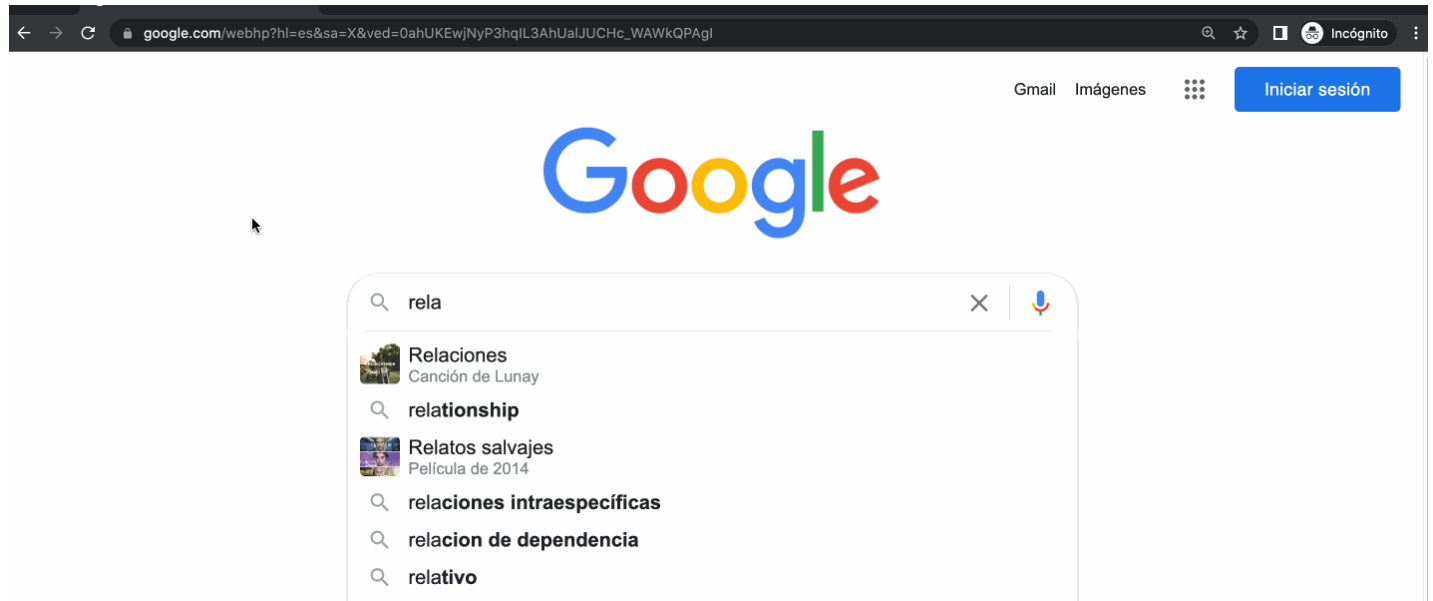 google.com/webhp?hl=es&sa=X&ved=0ahUKEwjNyP3hqIL3AhUalJUCHc_WAWkQPAgI
Incógnito
Gmail Imágenes Iniciar sesión
Google
rela
Relaciones
Canción de Lunay
relationship
Relatos salvajes
Película de 2014
relaciones intraespecíficas
relacion de dependencia
relativo